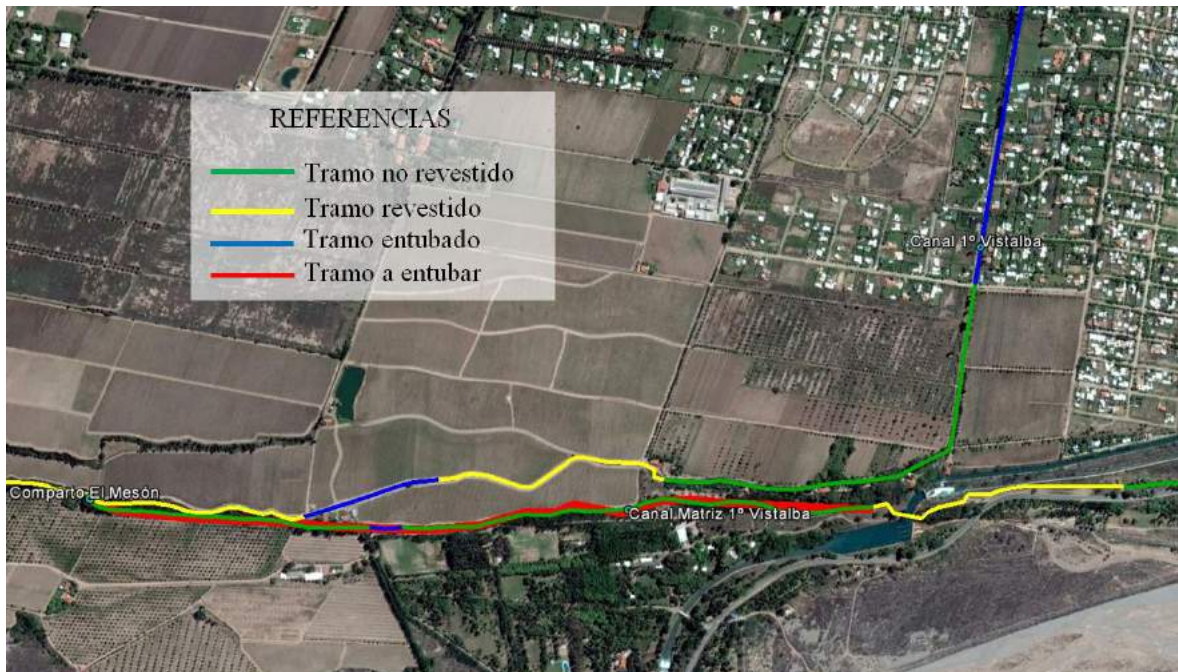 REFERENCIAS
Tramo no revestido
Tramo revestido
Tramo entubado
Tramo a entubar
Canal 1º Vistalba
Comparto El Mesón
Canal Matriz 1º Vistalba